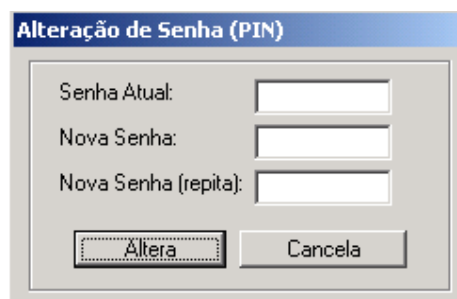 Alteração de Senha (PIN)
Senha Atual:
Nova Senha:
Nova Senha (repita):
Altera Cancela